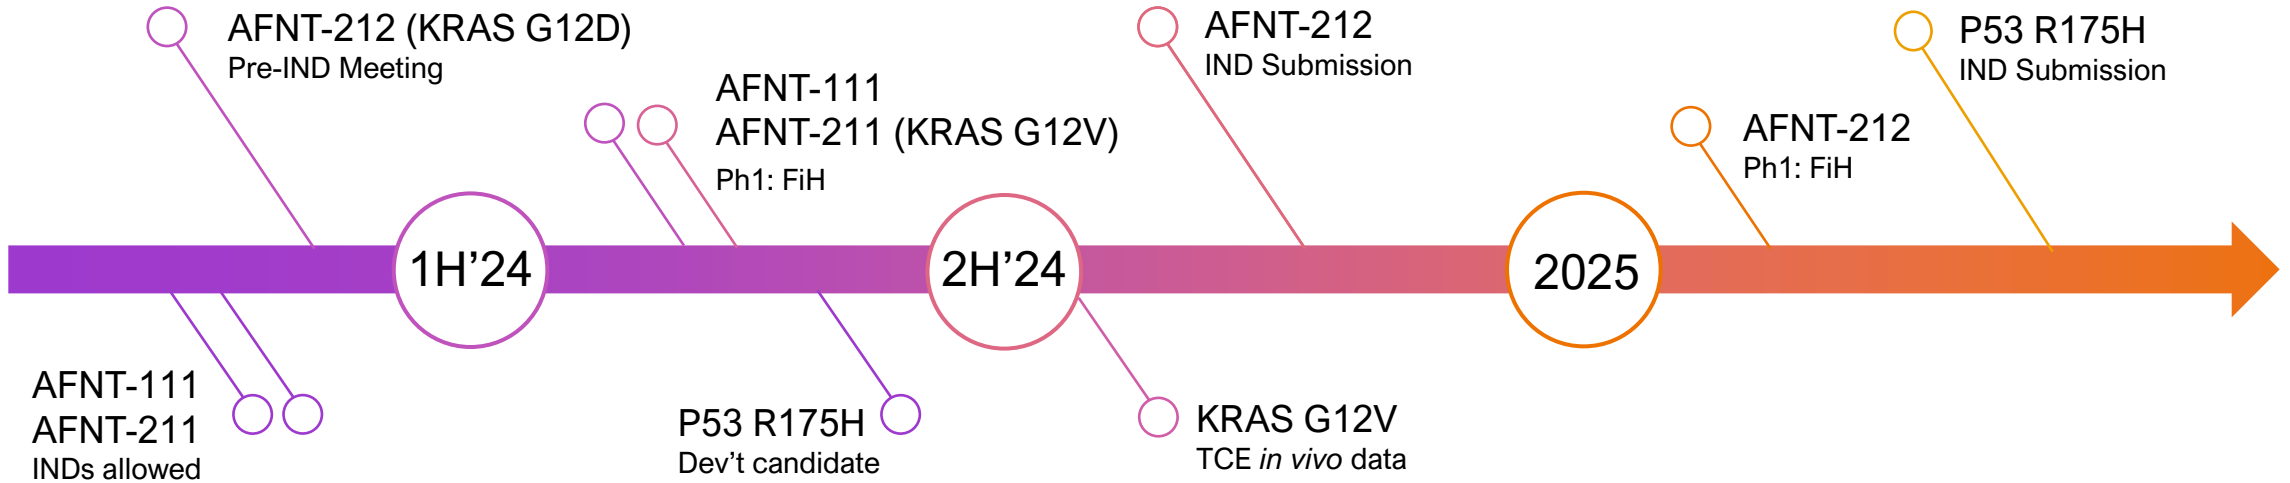 AFNT-212 (KRAS G12D)
Pre-IND Meeting
AFNT-111
AFNT-211 (KRAS G12V)
Ph1: FiH
AFNT-212
IND Submission
AFNT-212
Ph1: FiH
P53 R175H
IND Submission
1H’24
2H’24
2025
AFNT-111
AFNT-211
INDs allowed
P53 R175H
Dev’t candidate
KRAS G12V
TCE in vivo data